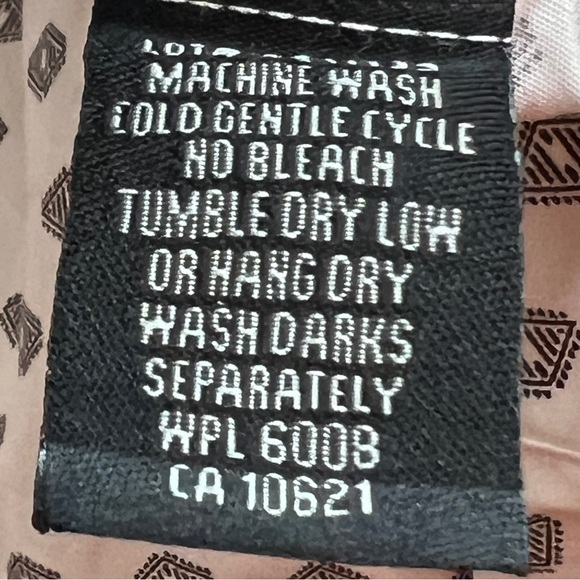 MACHINE WASH
COLD GENTLE CYCLE
NO BLEACH
TUMBLE DRY LOW
OR HANG DRY
WASH DARKS
SEPARATELY
WPL 6008
CA 10621